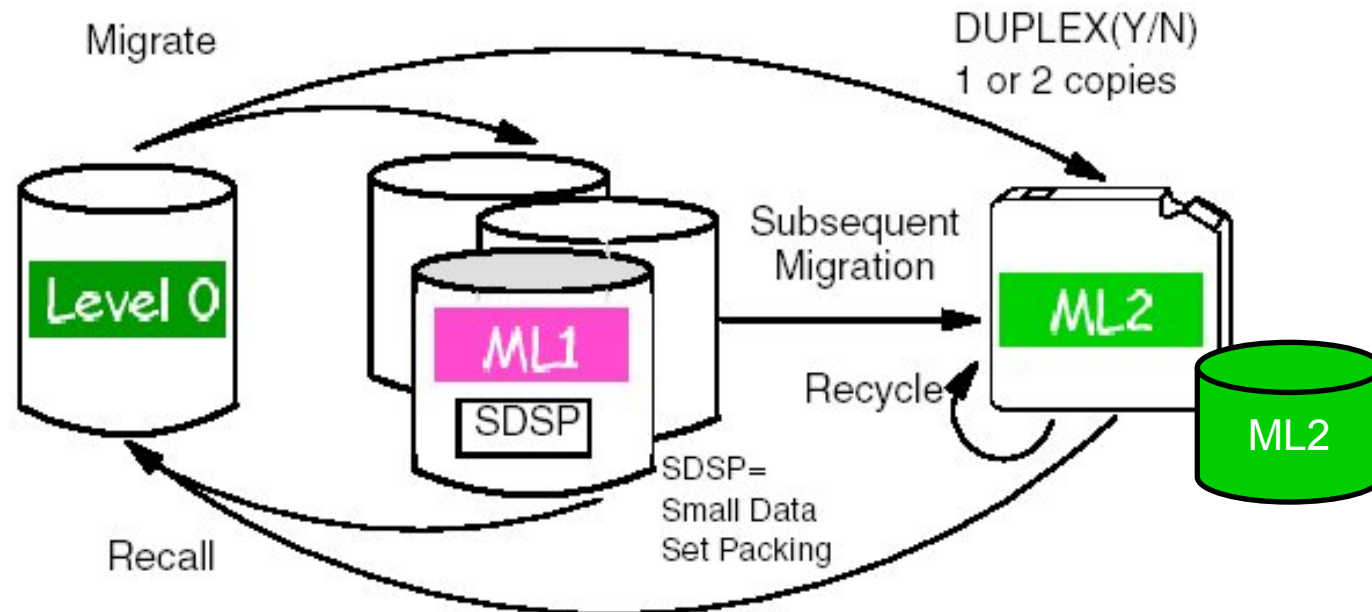 Migrate
DUPLEX(Y/N)
1 or 2 copies
Level 0
ML1
SDSP
Subsequent
Migration
ML2
Recycle
ML2
SDSP=
Small Data
Set Packing
Recall